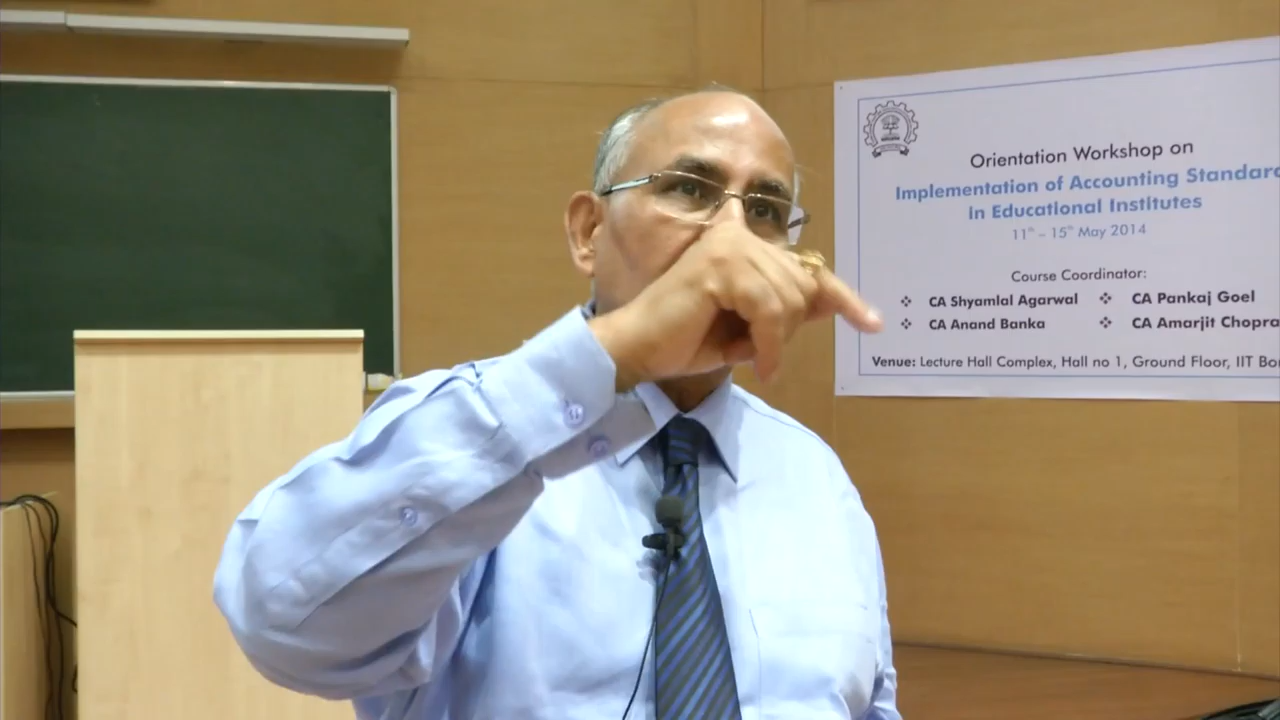 Orientation Workshop on
Implementation of Accounting Standard
in Educational Institutes
11th – 15th May 2014
Course Coordinator:
❖ CA Shyamlal Agarwal ❖ CA Pankaj Goel
❖ CA Anand Banka ❖ CA Amarjit Chopra
Venue: Lecture Hall Complex, Hall no 1, Ground Floor, IIT Bo